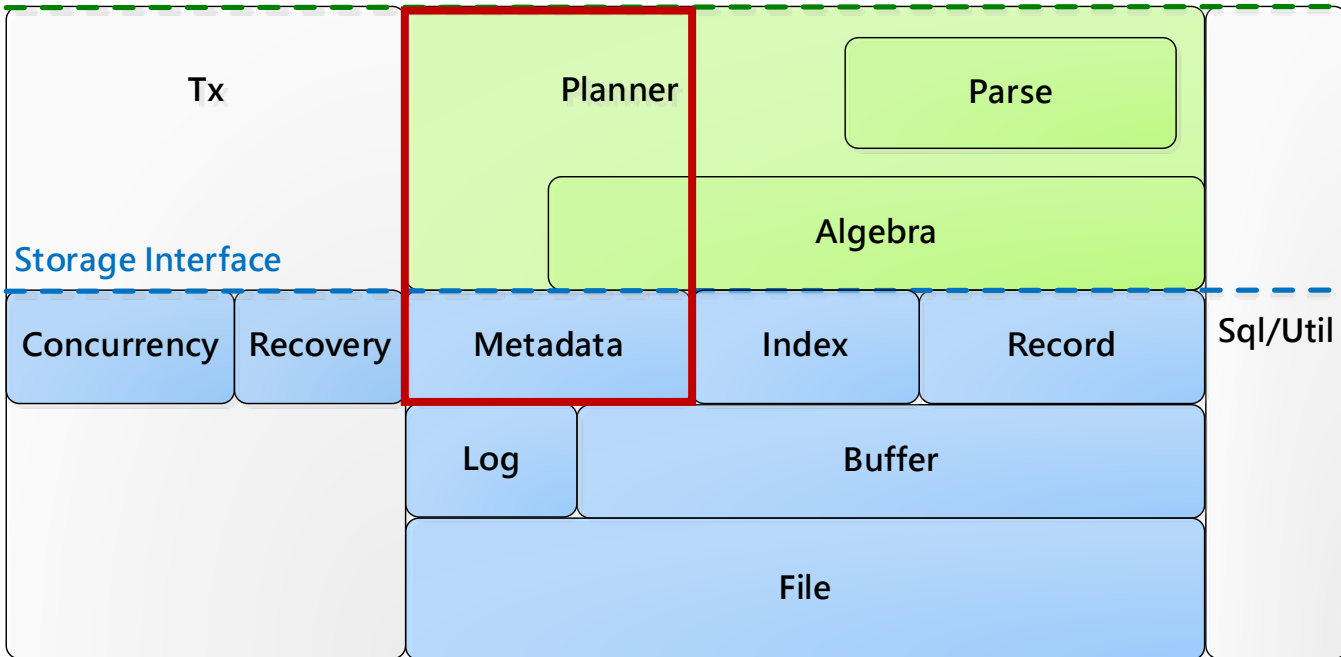 Tx
Planner
Parse
Algebra
Storage Interface
Concurrency
Recovery
Metadata
Index
Record
Sql/Util
Log
Buffer
File